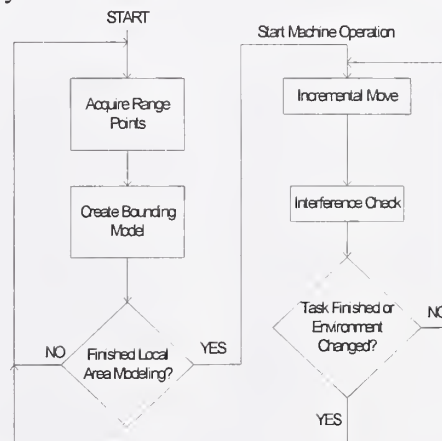 START
Acquire Range
Points
Create Bounding
Model
Finished Local
Area Modeling?
NO
YES
Start Machine Operation
Incremental Move
Interference Check
Task Finished or
Environment
Changed?
NO
YES